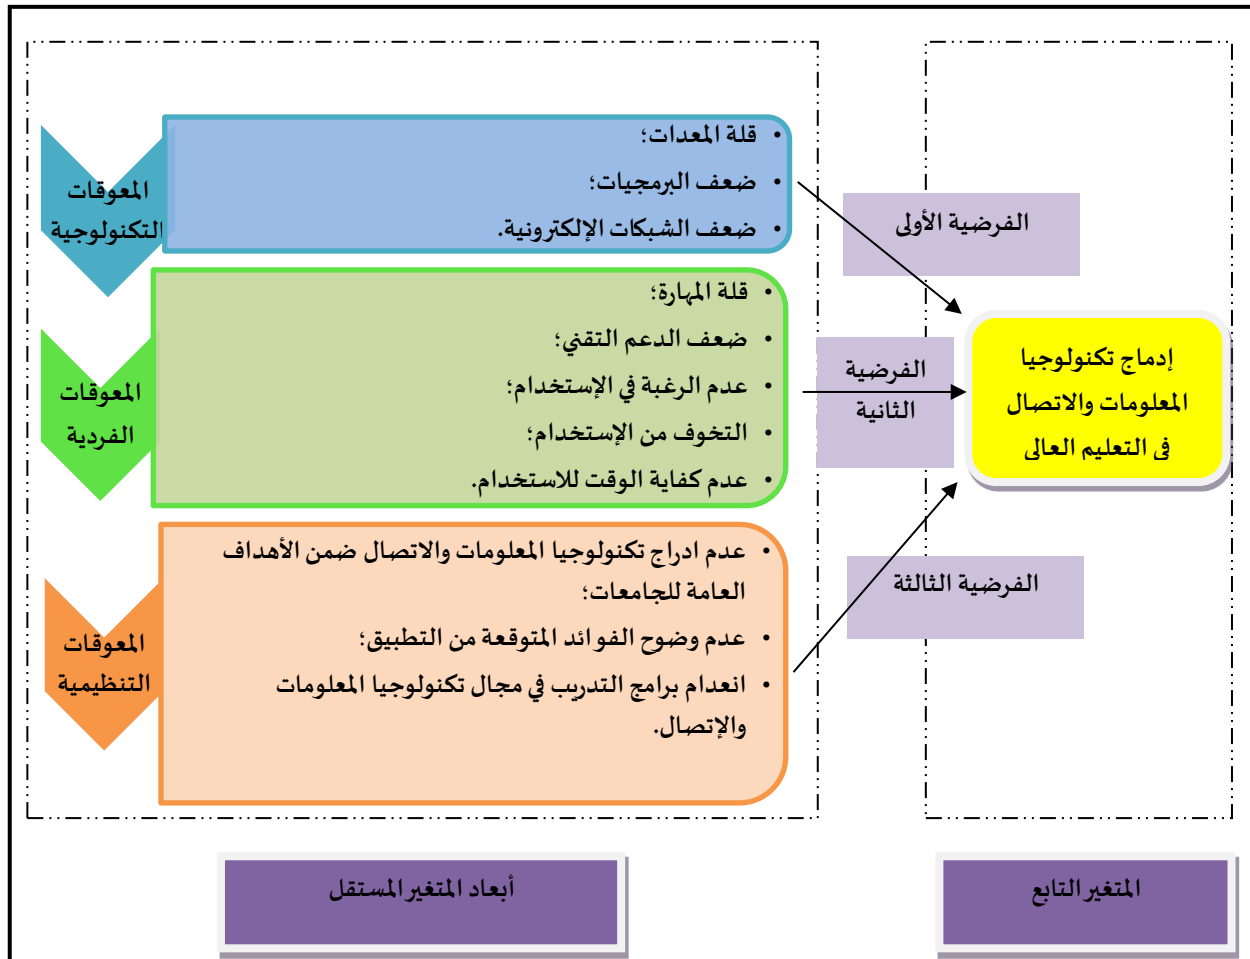 المعوقات
التكنولوجية
• قلة المعدات؛
• ضعف البرمجيات؛
• ضعف الشبكات الإلكترونية.
الفرضية الأولى
المعوقات
الفردية
• قلة المهارة؛
• ضعف الدعم التقني؛
• عدم الرغبة في الإستخدام؛
• التخوف من الإستخدام؛
• عدم كفاية الوقت للاستخدام.
الفرضية
الثانية
إدماج تكنولوجيا
المعلومات والاتصال
في التعليم العالي
المعوقات
التنظيمية
• عدم ادراج تكنولوجيا المعلومات والاتصال ضمن الأهداف
العامة للجامعات؛
• عدم وضوح الفوائد المتوقعة من التطبيق؛
• انعدام برامج التدريب في مجال تكنولوجيا المعلومات
والإتصال.
الفرضية الثالثة
أبعاد المتغير المستقل
المتغير التابع